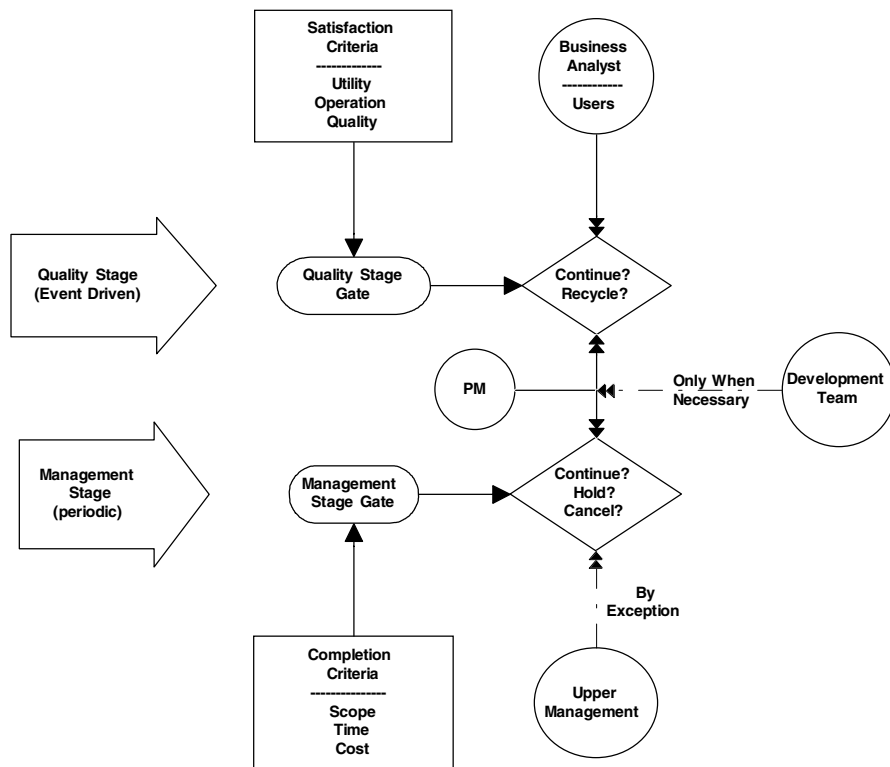 Satisfaction
Criteria
-------------
Utility
Operation
Quality
Business
Analyst
------------
Users
Quality Stage
(Event Driven)
Quality Stage
Gate
Continue?
Recycle?
PM
Only When
Necessary
Development
Team
Management
Stage
(periodic)
Management
Stage Gate
Continue?
Hold?
Cancel?
By
Exception
Completion
Criteria
---------------
Scope
Time
Cost
Upper
Management